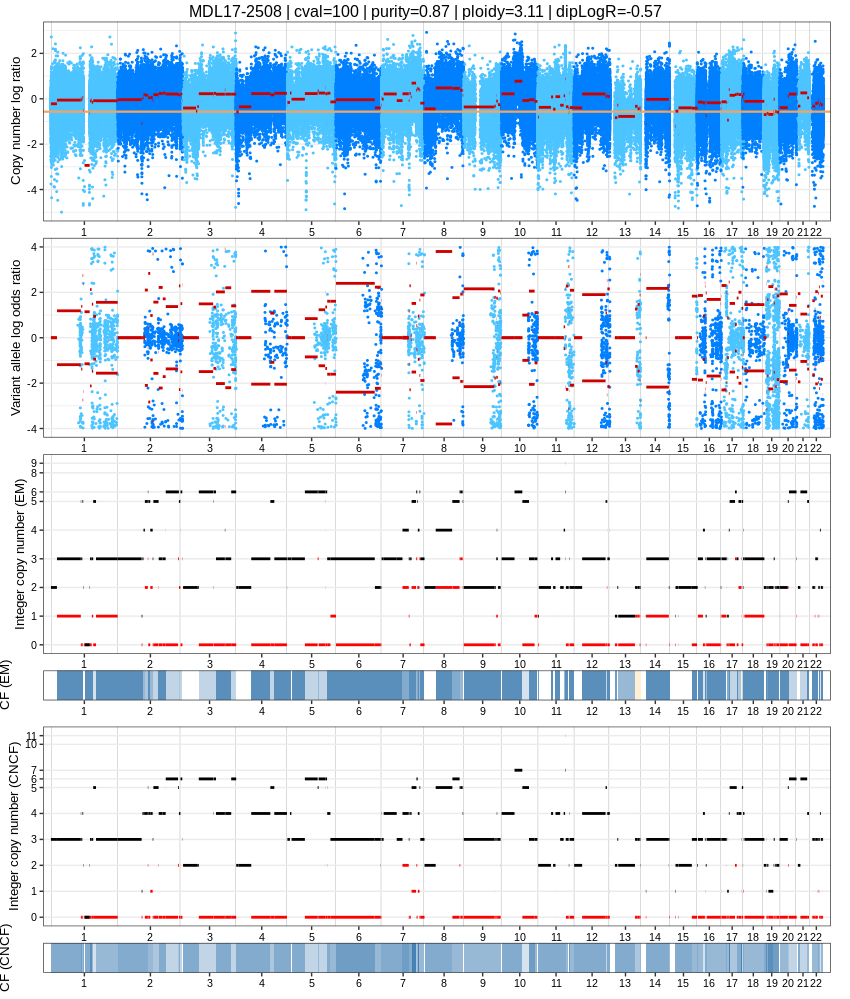 MDL17-2508 | cval=100 | purity=0.87 | ploidy=3.11 | dipLogR=-0.57
Copy number log ratio
2
0
-2
-4
1 2 3 4 5 6 7 8 9 10 11 12 13 14 15 16 17 18 19 20 21 22
Variant allele log odds ratio
4
2
0
-2
-4
1 2 3 4 5 6 7 8 9 10 11 12 13 14 15 16 17 18 19 20 21 22
Integer copy number (EM)
9
8
6
5
4
3
2
1
0
1 2 3 4 5 6 7 8 9 10 11 12 13 14 15 16 17 18 19 20 21 22
CF (EM)
1 2 3 4 5 6 7 8 9 10 11 12 13 14 15 16 17 18 19 20 21 22
Integer copy number (CNCF)
11
10
7
6
5
4
3
2
1
0
1 2 3 4 5 6 7 8 9 10 11 12 13 14 15 16 17 18 19 20 21 22
CF (CNCF)
1 2 3 4 5 6 7 8 9 10 11 12 13 14 15 16 17 18 19 20 21 22